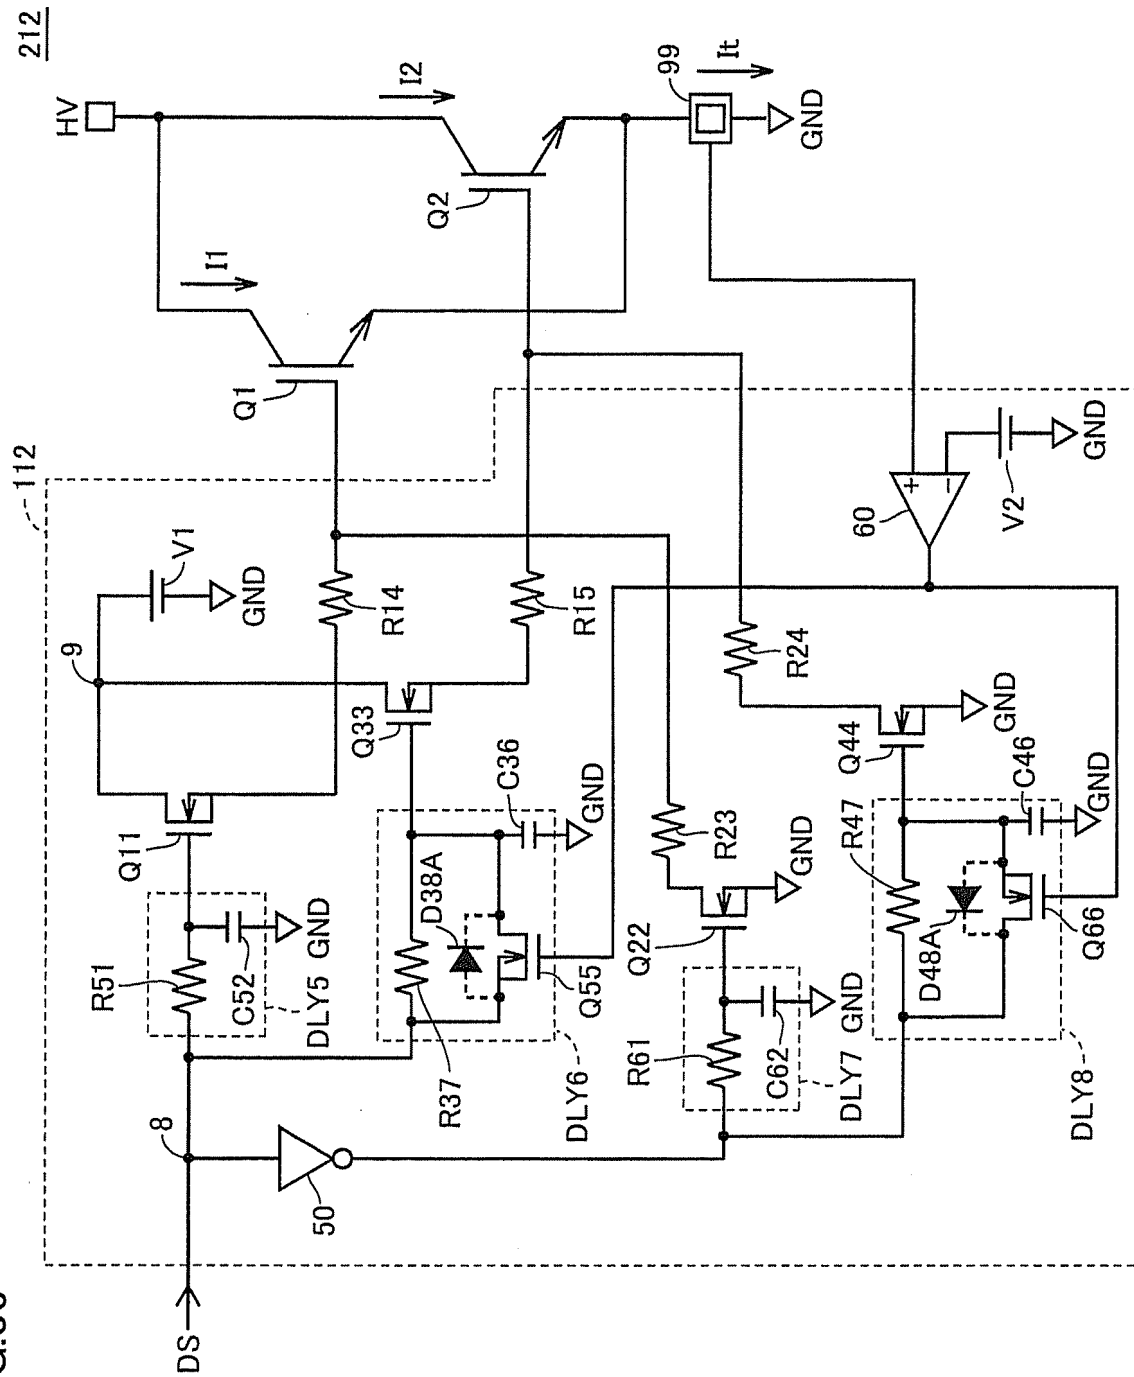 212
112
HV
DS
8
50
R51
C52
GND
DLY5
Q11
9
V1
GND
R14
Q1
I1
I2
Q2
99
It
GND
R37
D38A
Q55
C36
GND
DLY6
Q33
R15
R61
C62
GND
DLY7
Q22
R23
GND
R24
R47
D48A
Q66
C46
GND
DLY8
Q44
GND
60
+
−
V2
GND